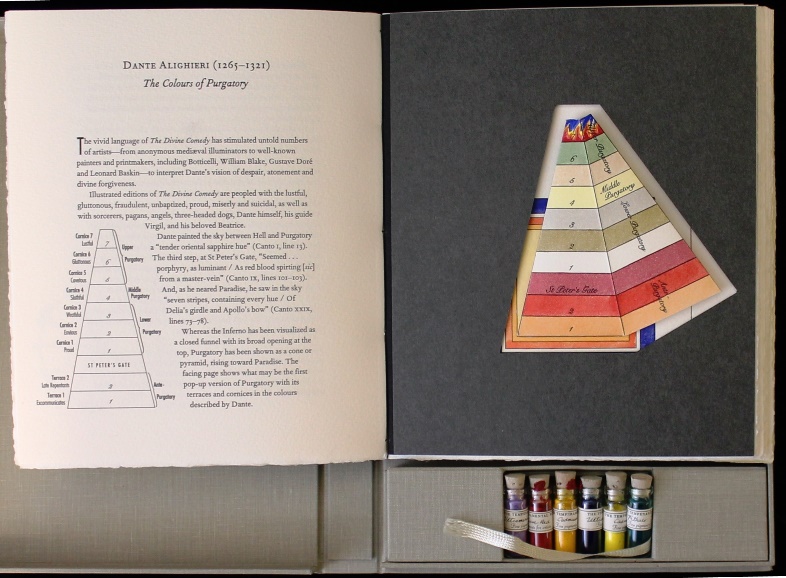 DANTE ALIGHIERI (1265–1321)
The Colours of Purgatory
The vivid language of The Divine Comedy has stimulated untold numbers
of artists—from anonymous mediæval illuminators to well-known
painters and printmakers, including Botticelli, William Blake, Gustave Doré
and Leonard Baskin—to interpret Dante's vision of despair, atonement and
divine forgiveness.
Illustrated editions of The Divine Comedy are peopled with the lustful,
gluttonous, fraudulent, unbaptized, proud, miserly and suicidal, as well as
with sorcerers, pagans, angels, three-headed dogs, Dante himself, his guide
Virgil, and his beloved Beatrice.
Dante painted the sky between Hell and Purgatory
a "tender oriental sapphire hue" (Canto I, line 13).
The third step, at St Peter's Gate, "Seemed . . .
porphyry, as flammant / As red blood spirting [sic]
from a master-vein" (Canto IX, lines 101–103).
And, as he neared Paradise, he saw in the sky
"seven stripes, containing every hue / Of
Delia's girdle and Apollo's bow" (Canto XXIX,
lines 77–78).
Whereas the Inferno has been visualized as
a closed funnel with its broad opening at the
top, Purgatory has been shown as a cone or
pyramid, rising toward Paradise. The
facing page shows what may be the first
pop-up version of Purgatory with its
terraces and cornices in the colours
described by Dante.
Cornice 7
Lustful
7
Upper
Purgatory
Cornice 6
Gluttonous
6
Cornice 5
Covetous
5
Cornice 4
Slothful
4
Middle
Purgatory
Cornice 3
Wrathful
3
Lower
Purgatory
Cornice 2
Envious
2
Cornice 1
Proud
1
ST PETER'S GATE
Terrace 2
Late Repentants
2
Ante-
Purgatory
Terrace 1
Excommunicates
1
Purgatory
6
5
Middle
Purgatory
4
Lower Purgatory
3
2
1
St Peter's Gate
Ante-
Purgatory
2
1